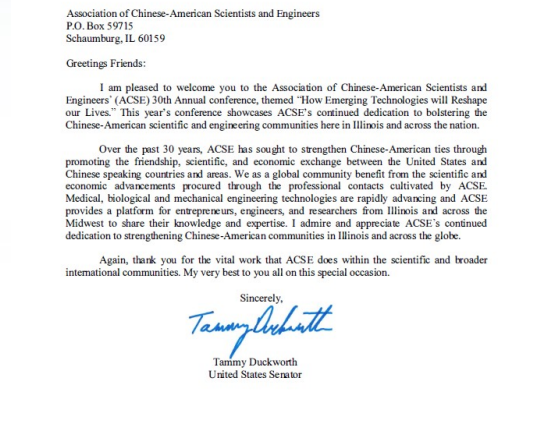 Association of Chinese-American Scientists and Engineers
P.O. Box 59715
Schaumburg, IL 60159
Greetings Friends:
I am pleased to welcome you to the Association of Chinese-American Scientists and
Engineers' (ACSE) 30th Annual conference, themed "How Emerging Technologies will Reshape
our Lives." This year's conference showcases ACSE's continued dedication to bolstering the
Chinese-American scientific and engineering communities here in Illinois and across the nation.
Over the past 30 years, ACSE has sought to strengthen Chinese-American ties through
promoting the friendship, scientific, and economic exchange between the United States and
Chinese speaking countries and areas. We as a global community benefit from the scientific and
economic advancements procured through the professional contacts cultivated by ACSE.
Medical, biological and mechanical engineering technologies are rapidly advancing and ACSE
provides a platform for entrepreneurs, engineers, and researchers from Illinois and across the
Midwest to share their knowledge and expertise. I admire and appreciate ACSE's continued
dedication to strengthening Chinese-American communities in Illinois and across the globe.
Again, thank you for the vital work that ACSE does within the scientific and broader
international communities. My very best to you all on this special occasion.
Sincerely,
Tammy Duckworth
Tammy Duckworth
United States Senator